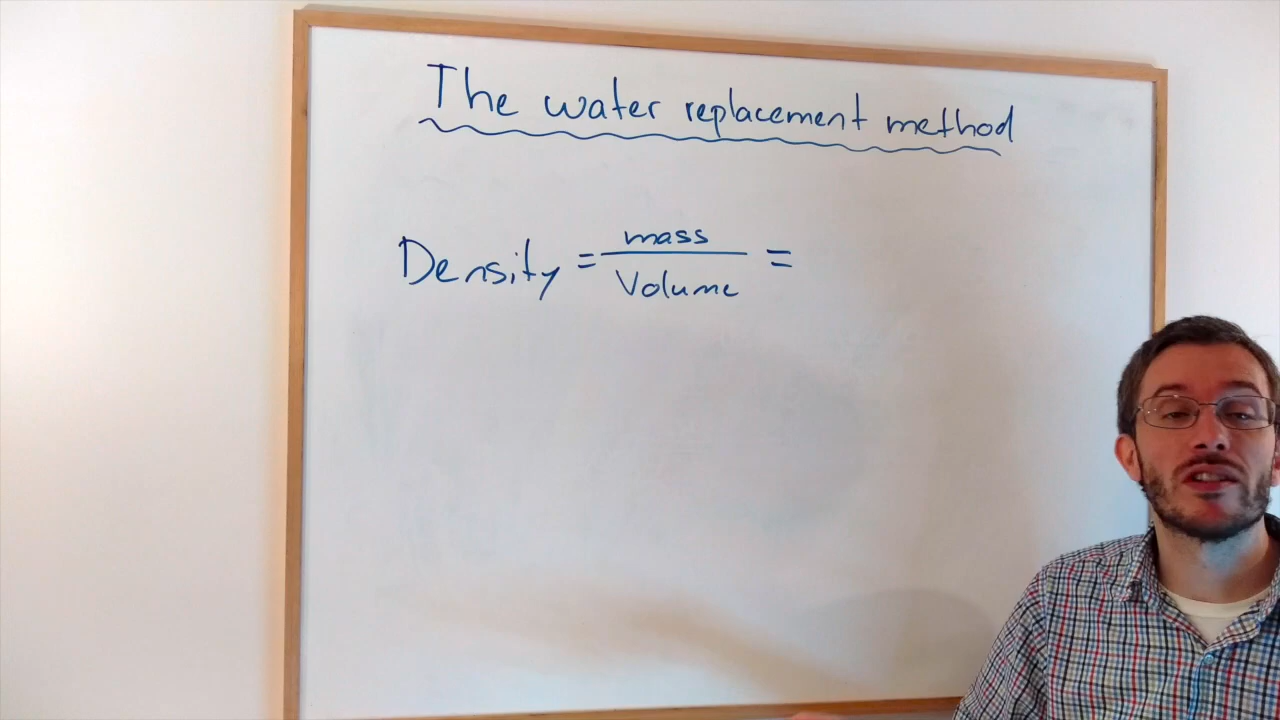 The water replacement method
Density = mass / Volume =